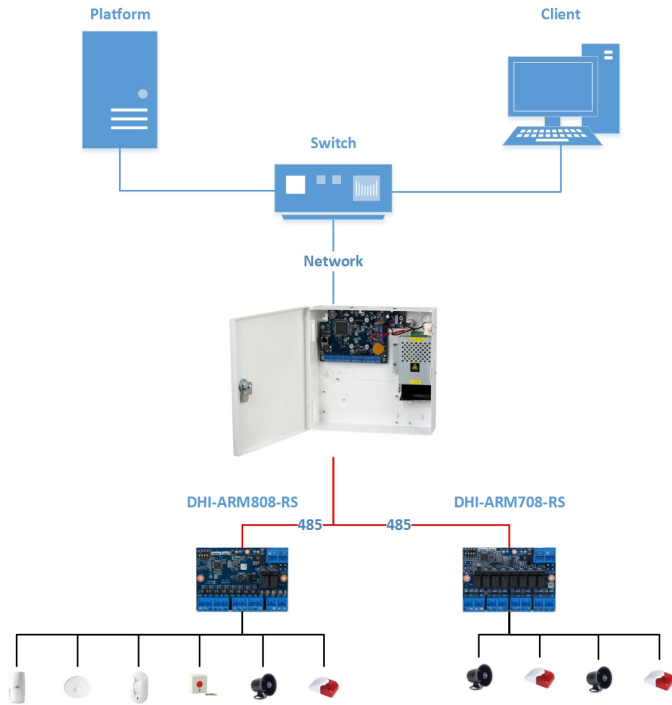 Platform
Client
Switch
Network
DHI-ARM808-RS
DHI-ARM708-RS
485
485